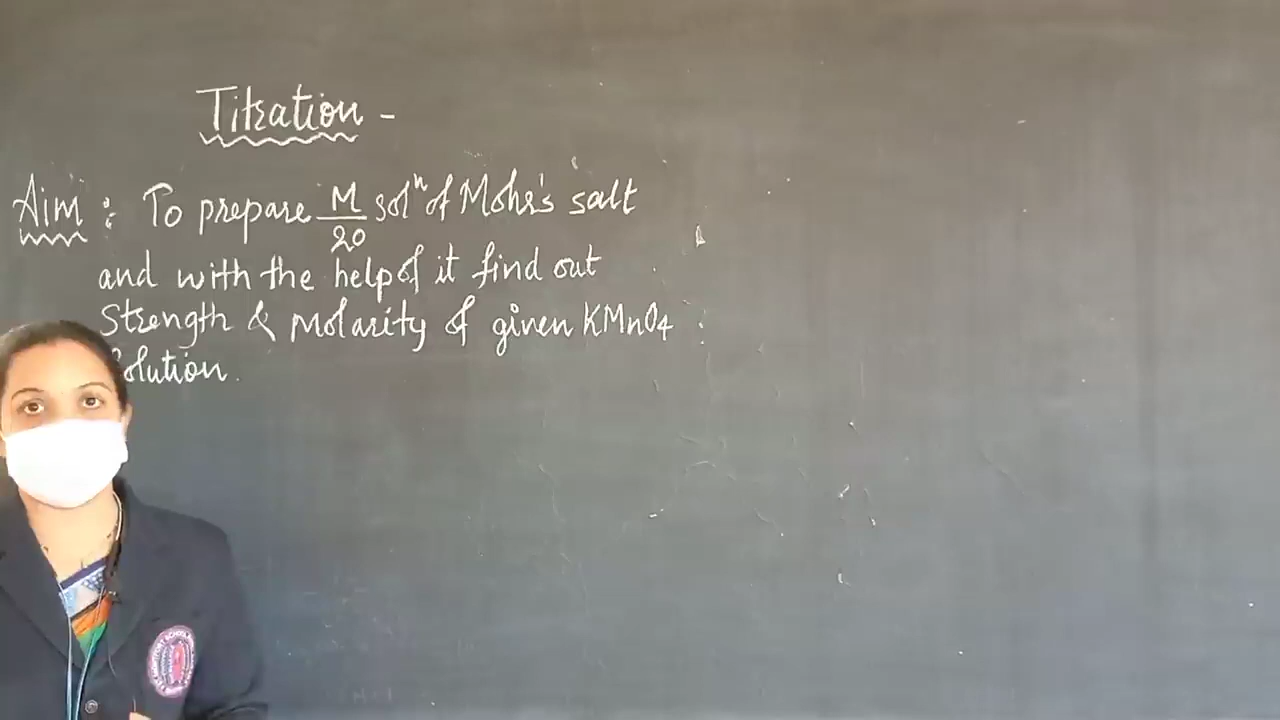 Titration -
Aim : To prepare M/20 solⁿ of Mohr's salt
and with the help of it find out
Strength & Molarity of given KMnO4
Solution.